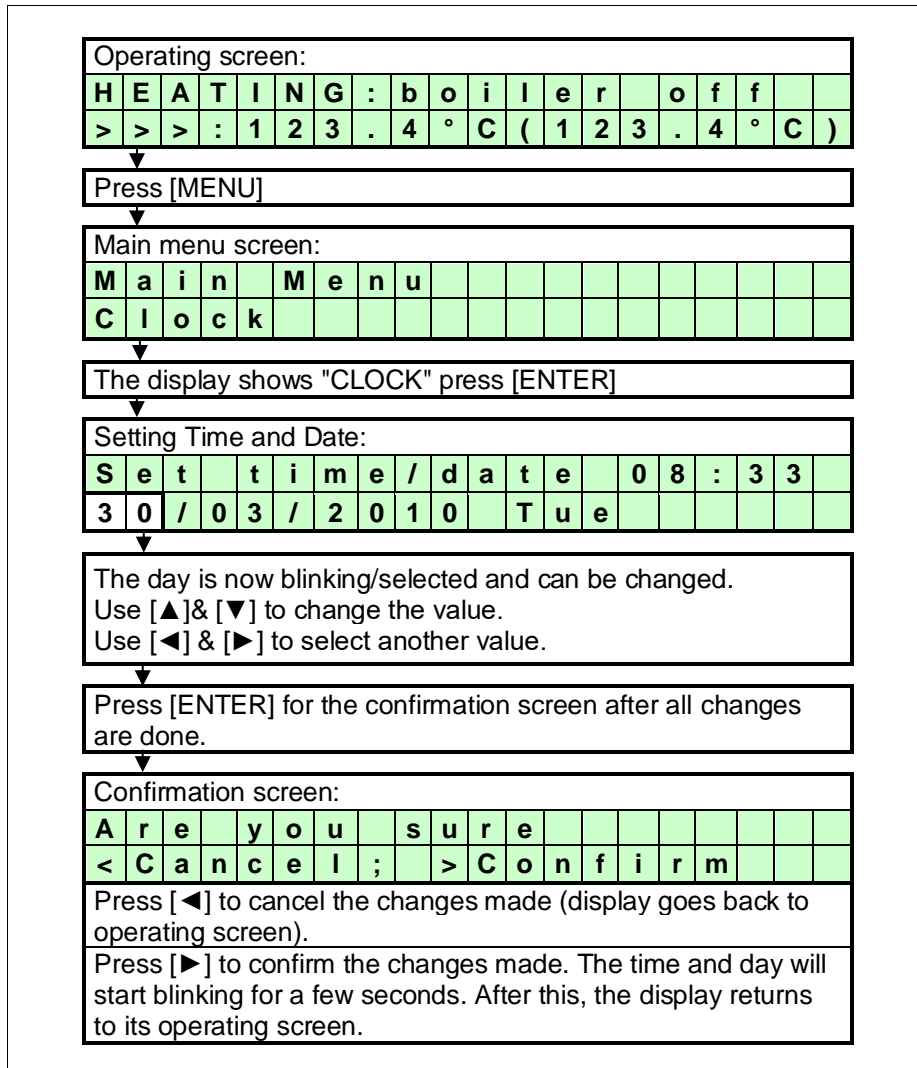 Operating screen:
HEATING:boiler off
>>>:123.4°C(123.4°C)
Press [MENU]
Main menu screen:
Main Menu
Clock
The display shows "CLOCK" press [ENTER]
Setting Time and Date:
Set time/date 08:33
30/03/2010 Tue
The day is now blinking/selected and can be changed.
Use [▲]& [▼] to change the value.
Use [◄] & [►] to select another value.
Press [ENTER] for the confirmation screen after all changes
are done.
Confirmation screen:
Are you sure
<Cancel; >Confirm
Press [◄] to cancel the changes made (display goes back to
operating screen).
Press [►] to confirm the changes made. The time and day will
start blinking for a few seconds. After this, the display returns
to its operating screen.